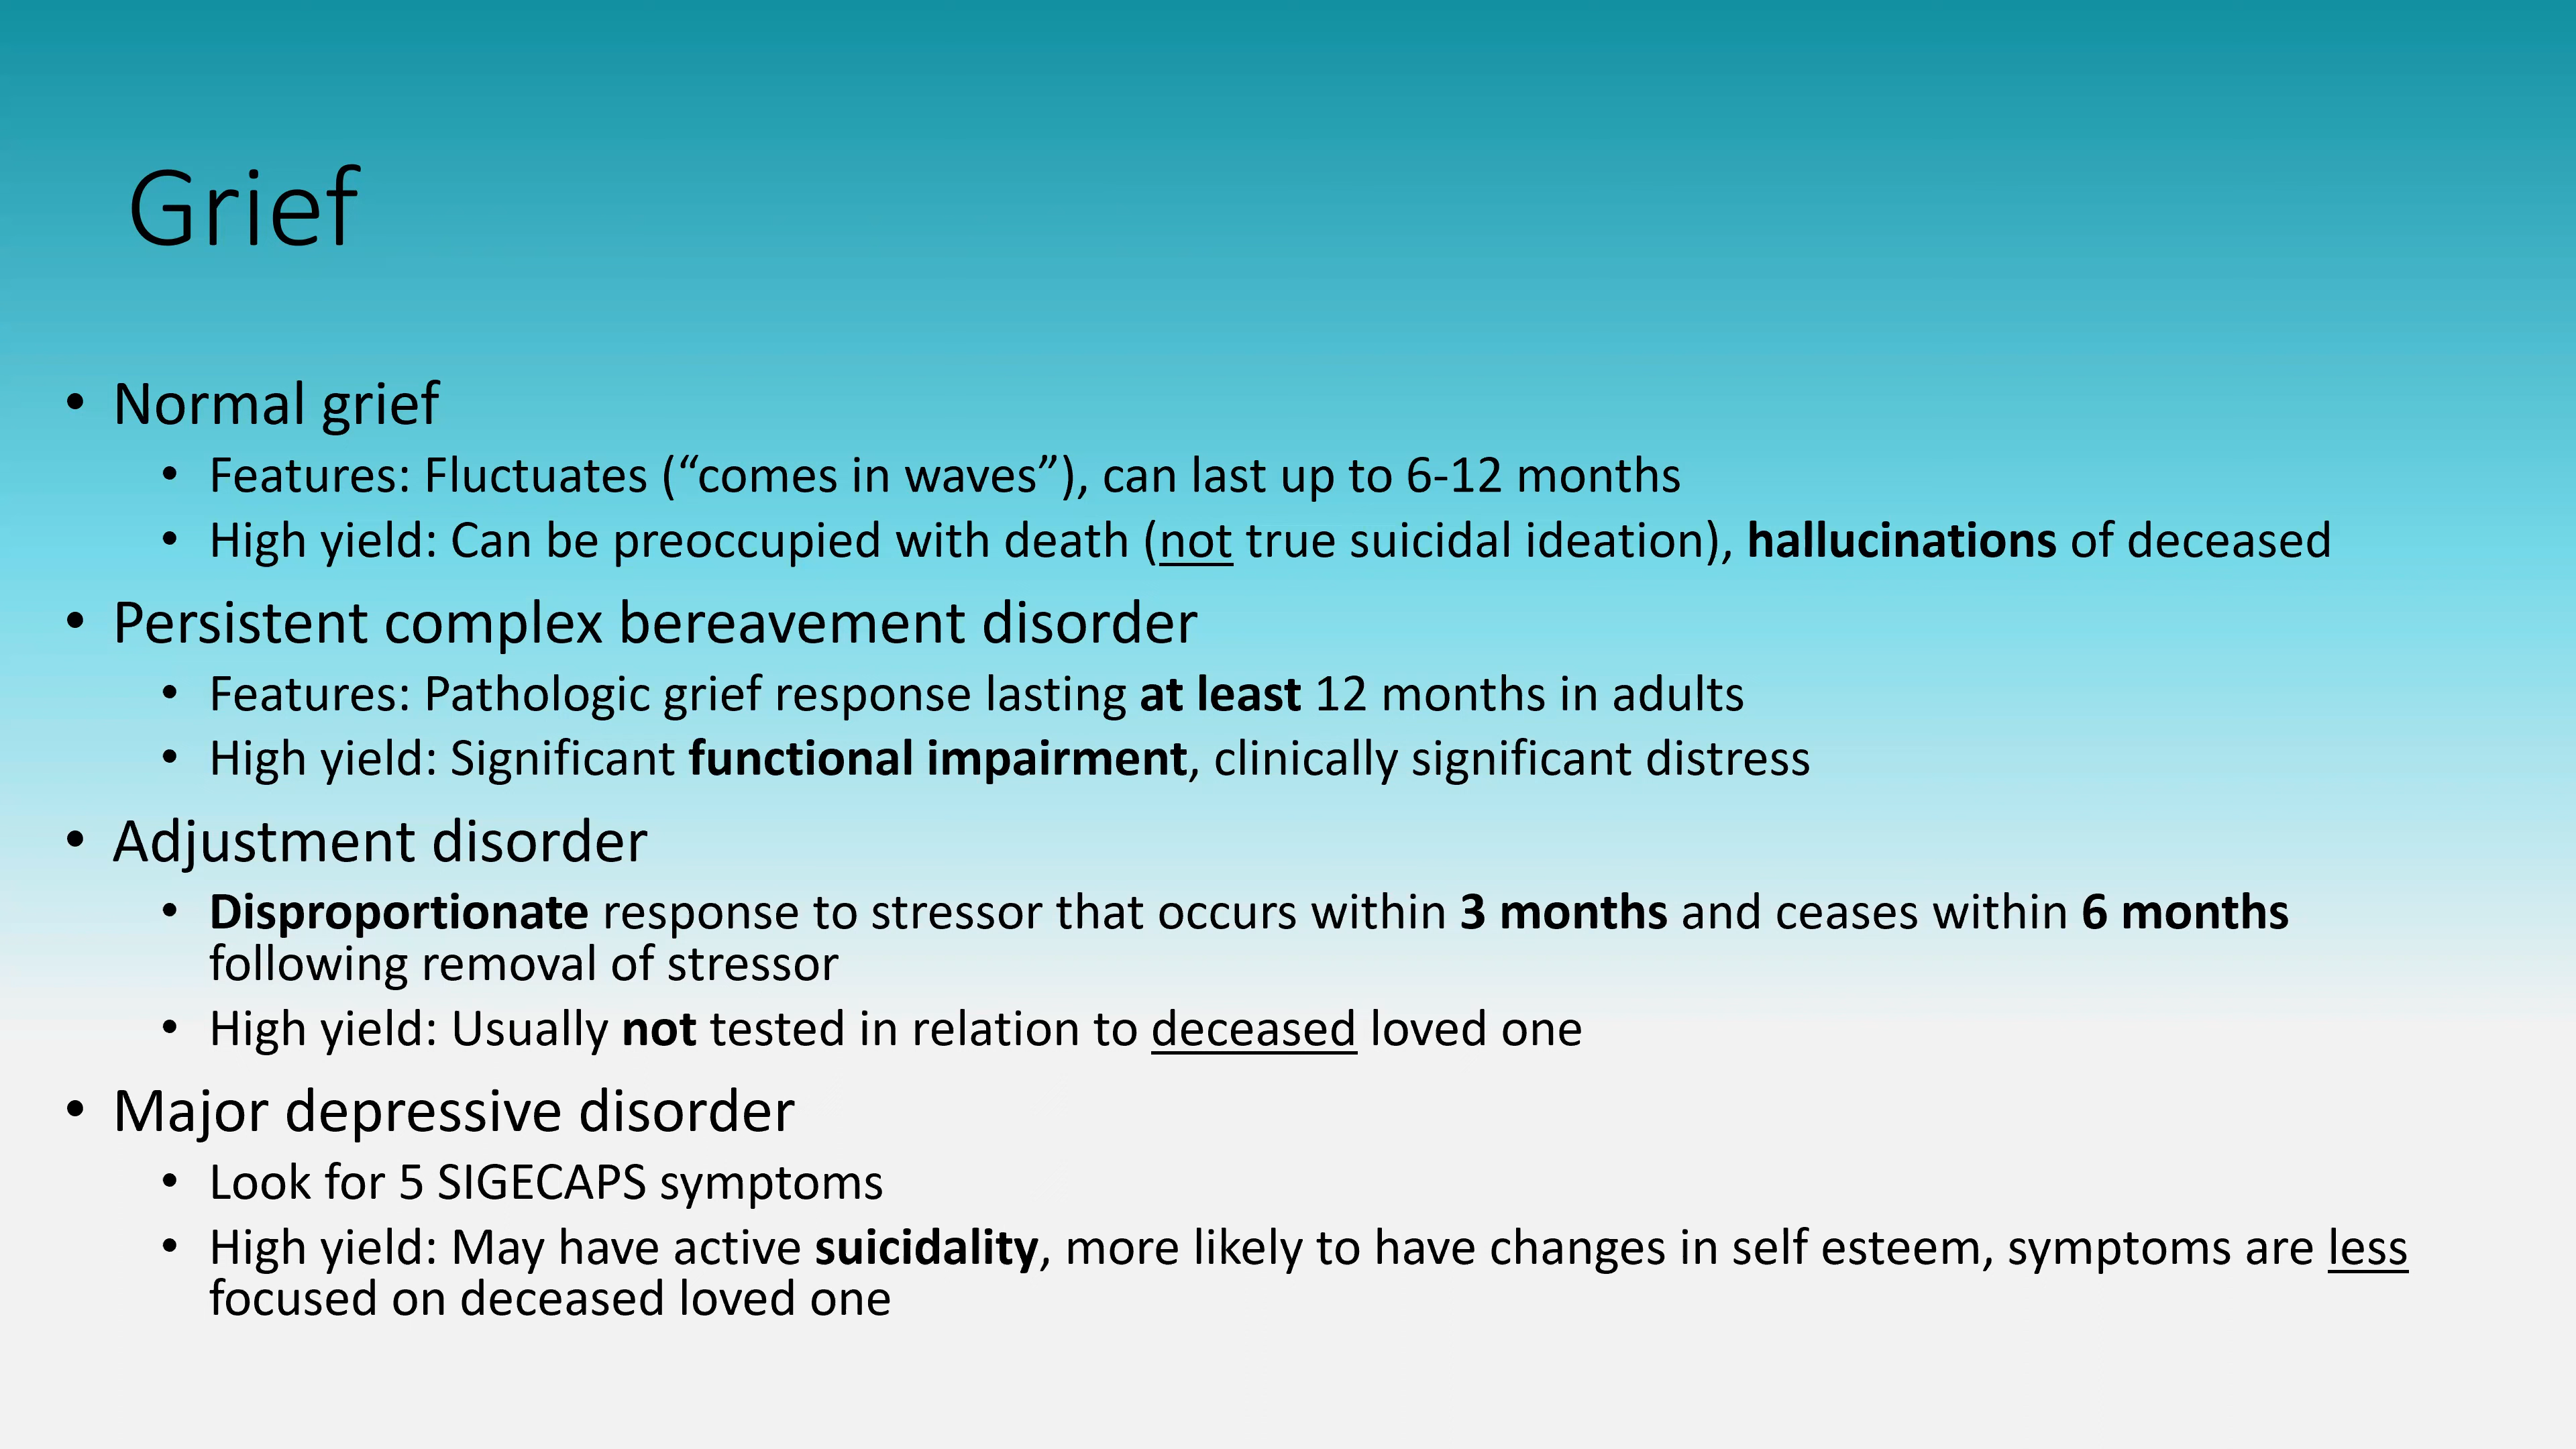 Grief
• Normal grief
• Features: Fluctuates (“comes in waves”), can last up to 6-12 months
• High yield: Can be preoccupied with death (not true suicidal ideation), hallucinations of deceased
• Persistent complex bereavement disorder
• Features: Pathologic grief response lasting at least 12 months in adults
• High yield: Significant functional impairment, clinically significant distress
• Adjustment disorder
• Disproportionate response to stressor that occurs within 3 months and ceases within 6 months
following removal of stressor
• High yield: Usually not tested in relation to deceased loved one
• Major depressive disorder
• Look for 5 SIGECAPS symptoms
• High yield: May have active suicidality, more likely to have changes in self esteem, symptoms are less
focused on deceased loved one